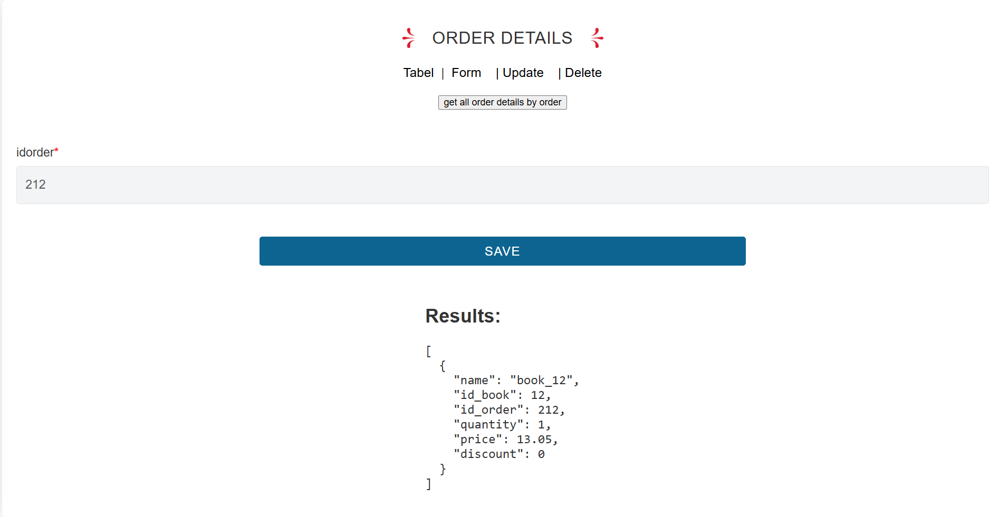 ORDER DETAILS
Tabel | Form | Update | Delete
get all order details by order
idorder*
212
SAVE
Results:
[
  {
    "name": "book_12",
    "id_book": 12,
    "id_order": 212,
    "quantity": 1,
    "price": 13.05,
    "discount": 0
  }
]